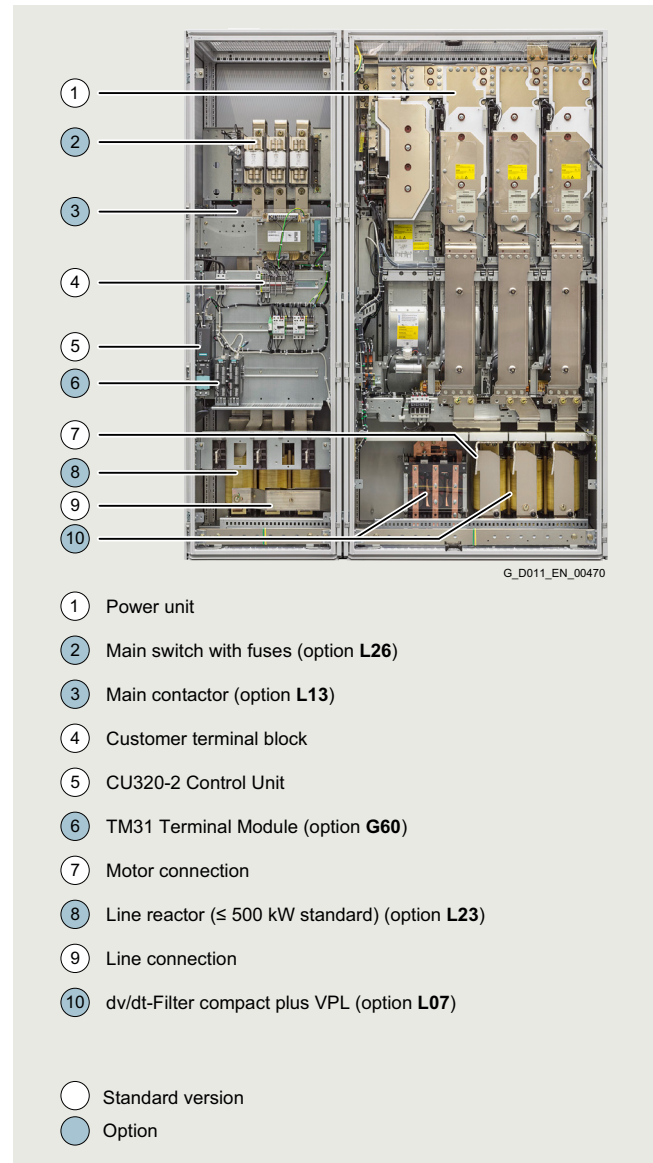 1
2
3
4
5
6
7
8
9
10
G_D011_EN_00470
1 Power unit
2 Main switch with fuses (option L26)
3 Main contactor (option L13)
4 Customer terminal block
5 CU320-2 Control Unit
6 TM31 Terminal Module (option G60)
7 Motor connection
8 Line reactor (≤ 500 kW standard) (option L23)
9 Line connection
10 dv/dt-Filter compact plus VPL (option L07)
Standard version
Option